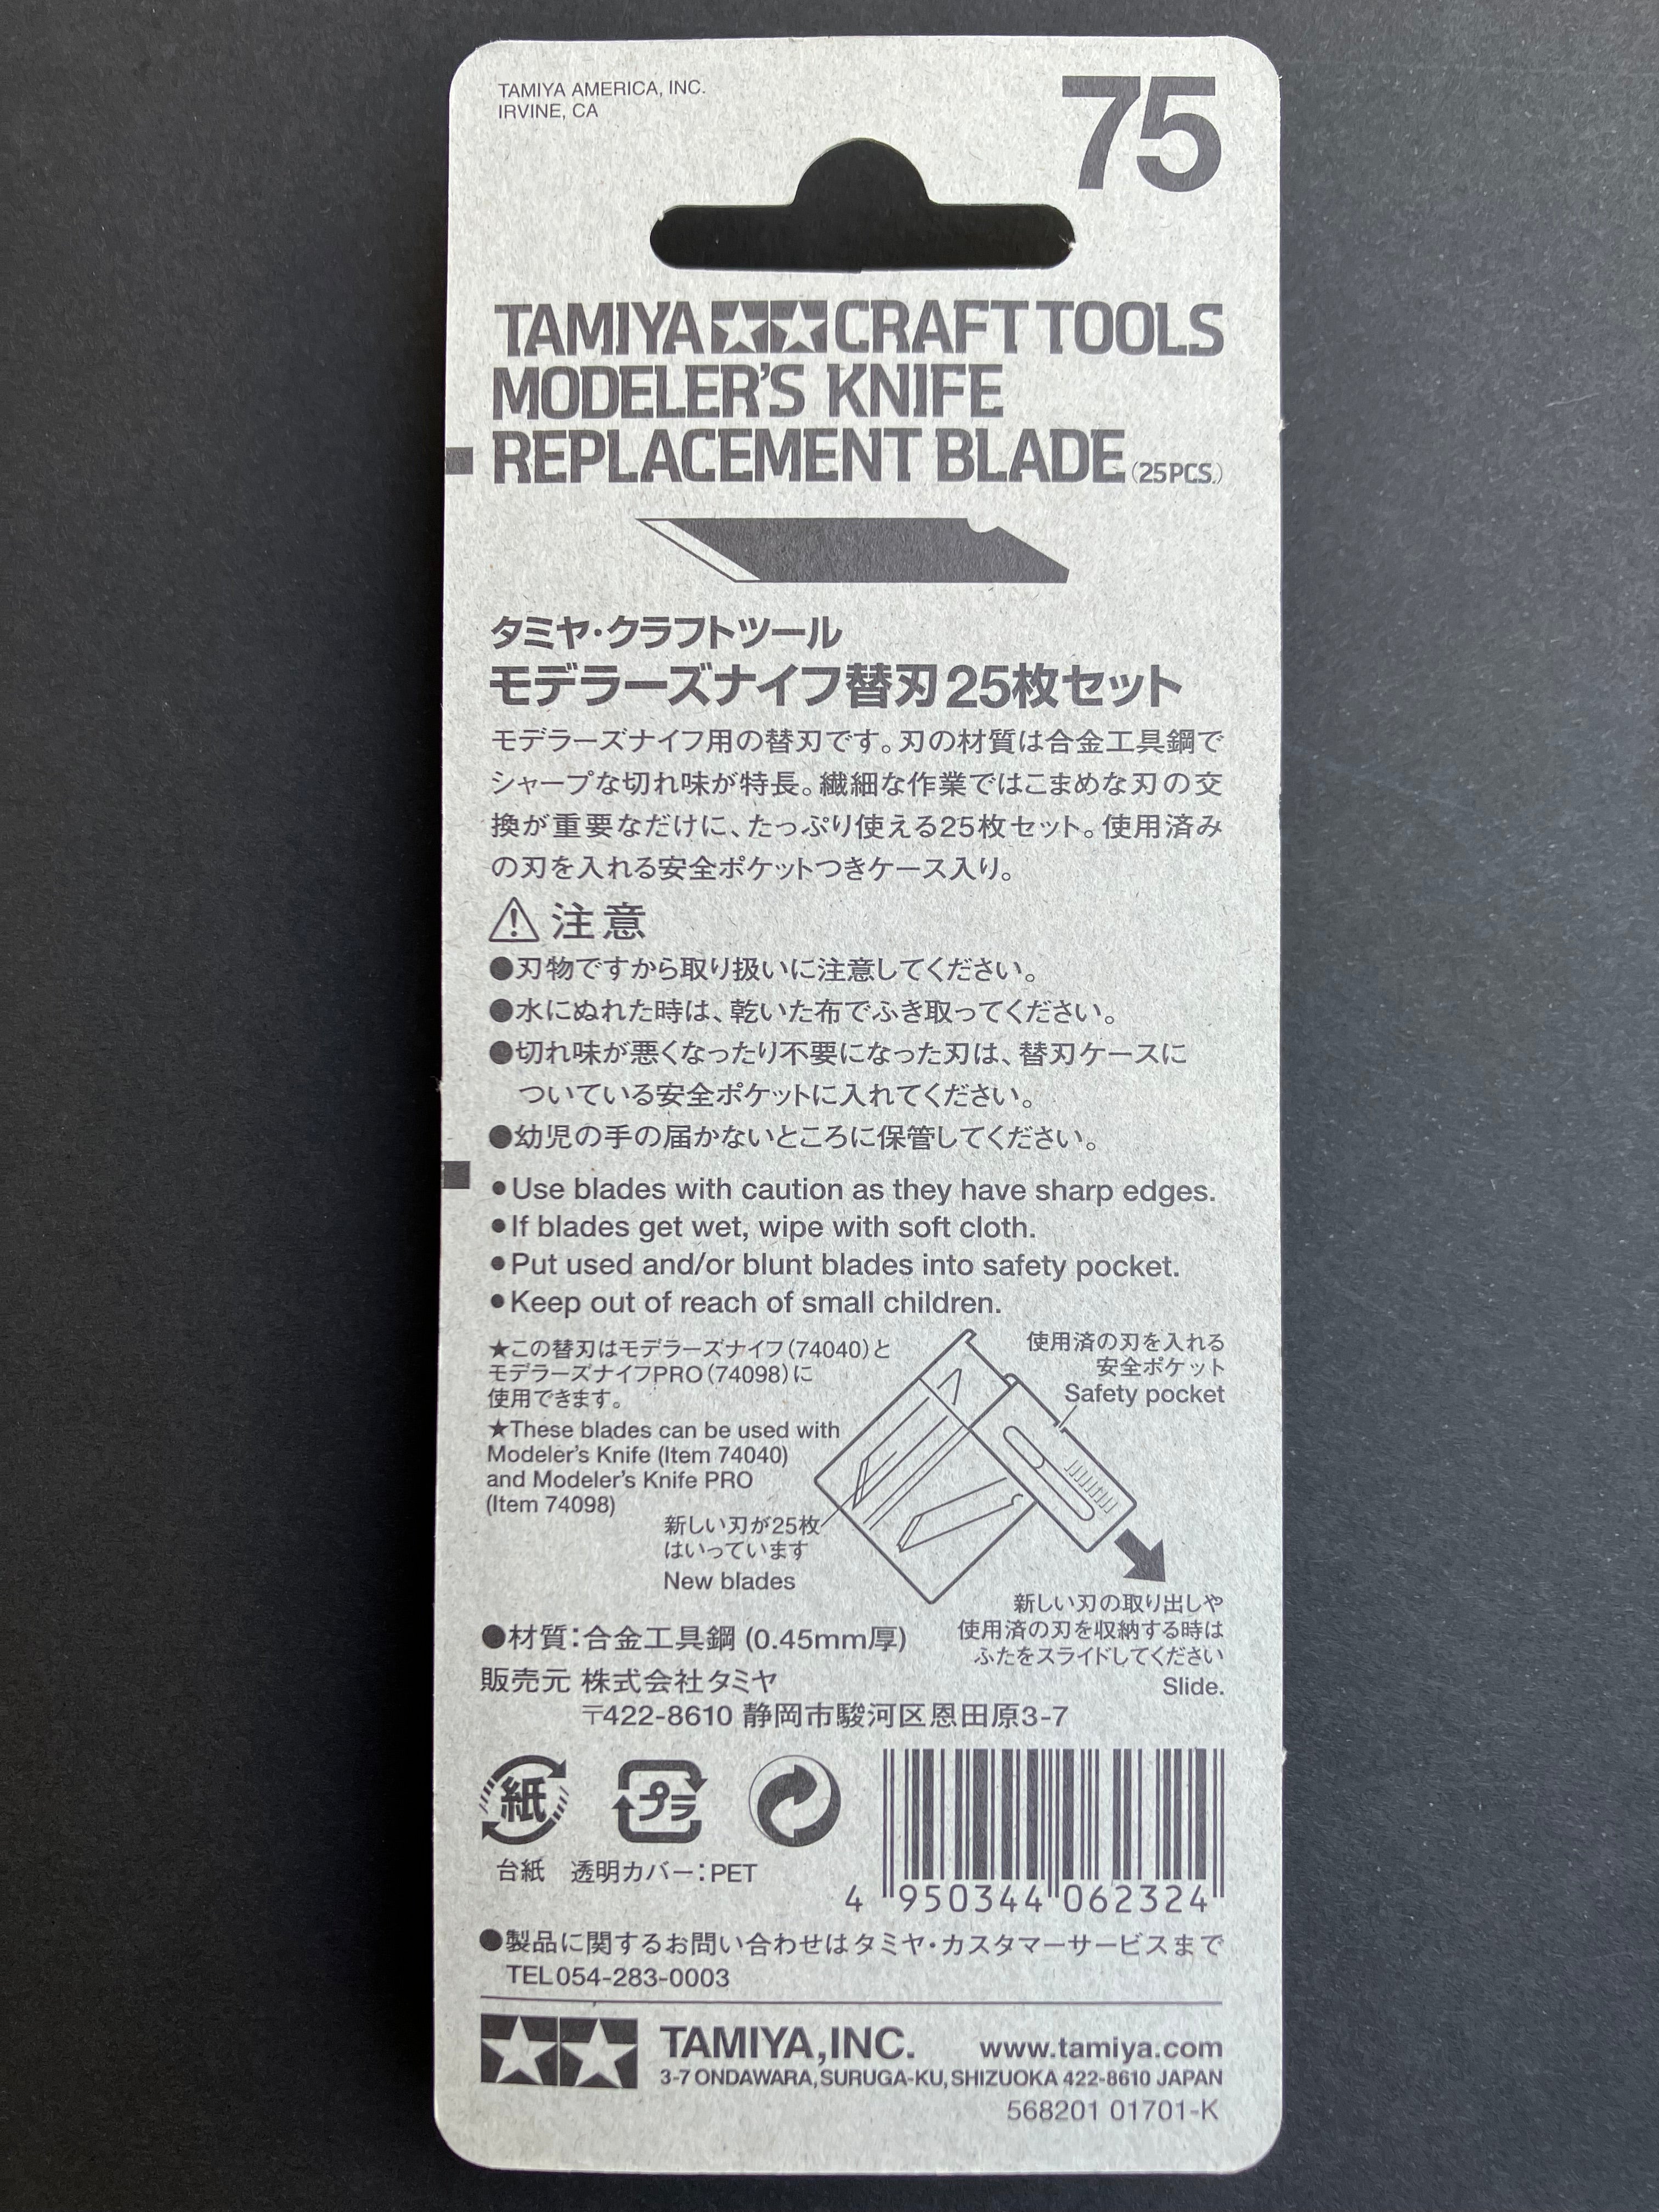 TAMIYA AMERICA, INC.
IRVINE, CA
75
TAMIYA CRAFT TOOLS
MODELER'S KNIFE
REPLACEMENT BLADE (25PCS.)
タミヤ・クラフトツール
モデラーズナイフ替刃25枚セット
モデラーズナイフ用の替刃です。刃の材質は合金工具鋼で
シャープな切れ味が特長。繊細な作業ではこまめな刃の交
換が重要なだけに、たっぷり使える25枚セット。使用済み
の刃を入れる安全ポケットつきケース入り。
注意
●刃物ですから取り扱いに注意してください。
●水にぬれた時は、乾いた布でふき取ってください。
●切れ味が悪くなったり不要になった刃は、替刃ケースに
ついている安全ポケットに入れてください。
●幼児の手の届かないところに保管してください。
•Use blades with caution as they have sharp edges.
•If blades get wet, wipe with soft cloth.
•Put used and/or blunt blades into safety pocket.
•Keep out of reach of small children.
★この替刃はモデラーズナイフ(74040)と
モデラーズナイフPRO(74098)に
使用できます。
★These blades can be used with
Modeler's Knife (Item 74040)
and Modeler's Knife PRO
(Item 74098)
使用済の刃を入れる
安全ポケット
Safety pocket
新しい刃が25枚
はいっています
New blades
新しい刃の取り出しや
使用済の刃を収納する時は
ふたをスライドしてください
Slide.
●材質:合金工具鋼 (0.45mm厚)
販売元 株式会社タミヤ
〒422-8610 静岡市駿河区恩田原3-7
紙
プラ
台紙 透明カバー:PET
4 950344 062324
●製品に関するお問い合わせはタミヤ・カスタマーサービスまで
TEL054-283-0003
TAMIYA,INC. www.tamiya.com
3-7 ONDAWARA, SURUGA-KU, SHIZUOKA 422-8610 JAPAN
568201 01701-K